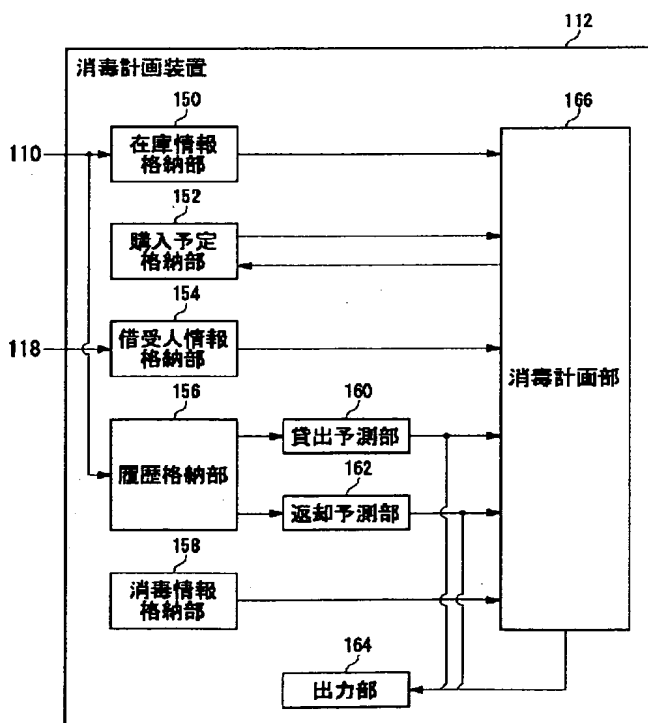 112
消毒計画装置
150
166
110
在庫情報
格納部
152
購入予定
格納部
154
118
借受人情報
格納部
消毒計画部
156
160
履歴格納部
貸出予測部
162
返却予測部
158
消毒情報
格納部
164
出力部